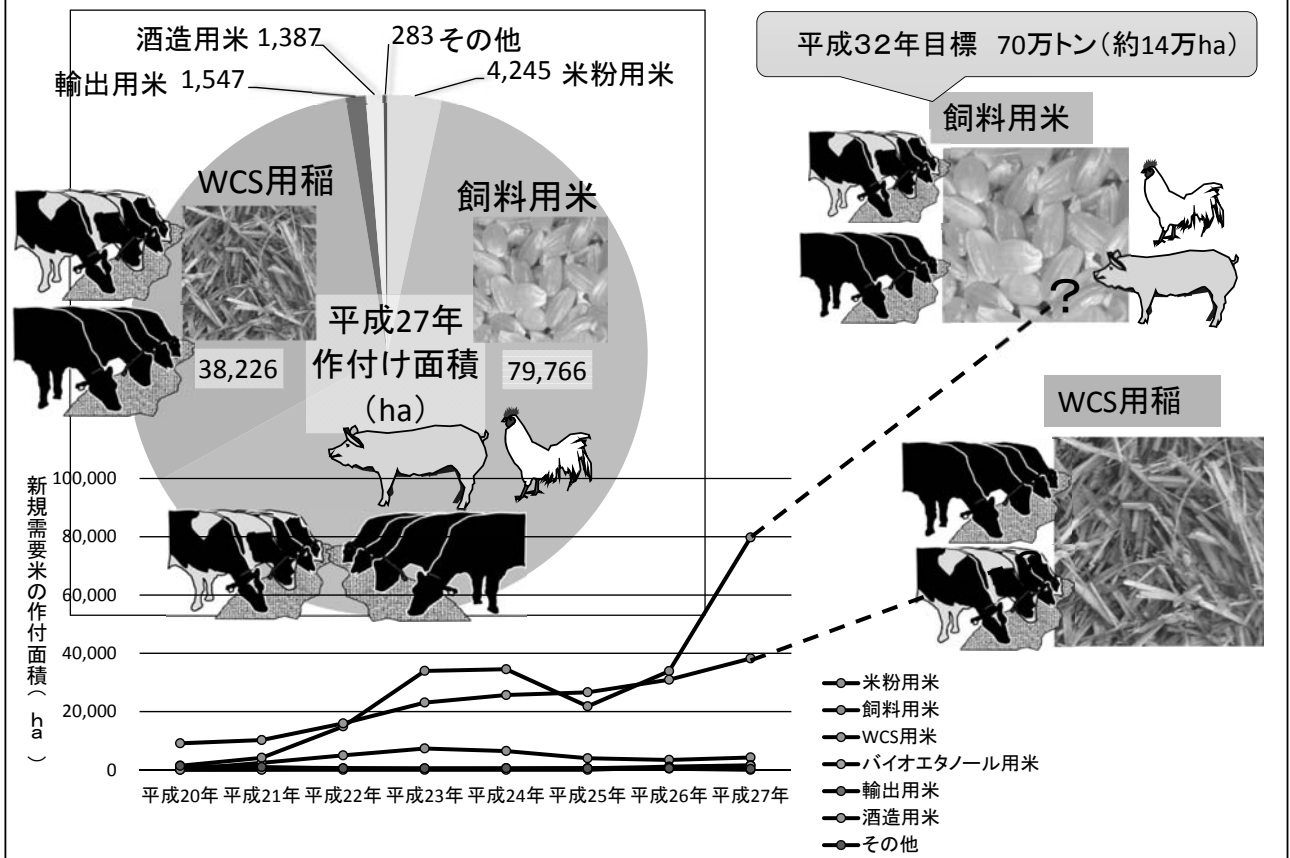 酒造用米 1,387
283 その他
輸出用米 1,547
4,245 米粉用米
WCS用稲
飼料用米
平成27年
作付け面積
(ha)
38,226
79,766
平成32年目標 70万トン(約14万ha)
飼料用米
?
WCS用稲
新規需要米の作付面積(ha)
100,000
80,000
60,000
40,000
20,000
0
平成20年 平成21年 平成22年 平成23年 平成24年 平成25年 平成26年 平成27年
米粉用米
飼料用米
WCS用米
バイオエタノール用米
輸出用米
酒造用米
その他